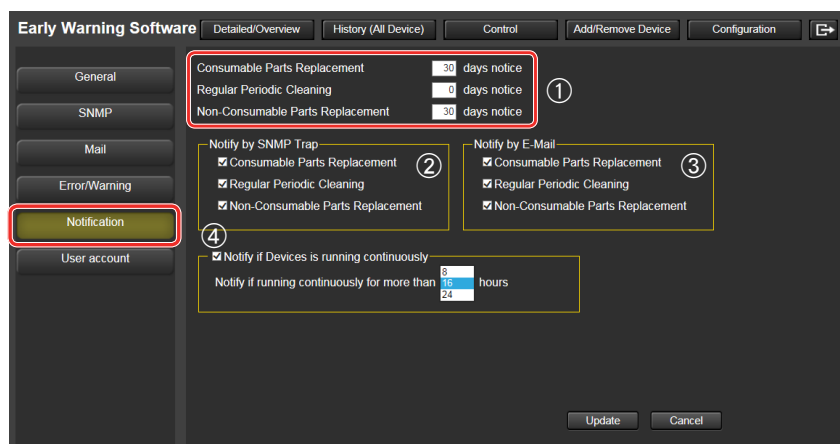 Early Warning Software Detailed/Overview History (All Device) Control Add/Remove Device Configuration
General
SNMP
Mail
Error/Warning
Notification
User account
Consumable Parts Replacement 30 days notice
Regular Periodic Cleaning 0 days notice
Non-Consumable Parts Replacement 30 days notice
①
Notify by SNMP Trap
Consumable Parts Replacement
Regular Periodic Cleaning
Non-Consumable Parts Replacement
②
Notify by E-Mail
Consumable Parts Replacement
Regular Periodic Cleaning
Non-Consumable Parts Replacement
③
④
Notify if Devices is running continuously
8
Notify if running continuously for more than 16 hours
24
Update Cancel